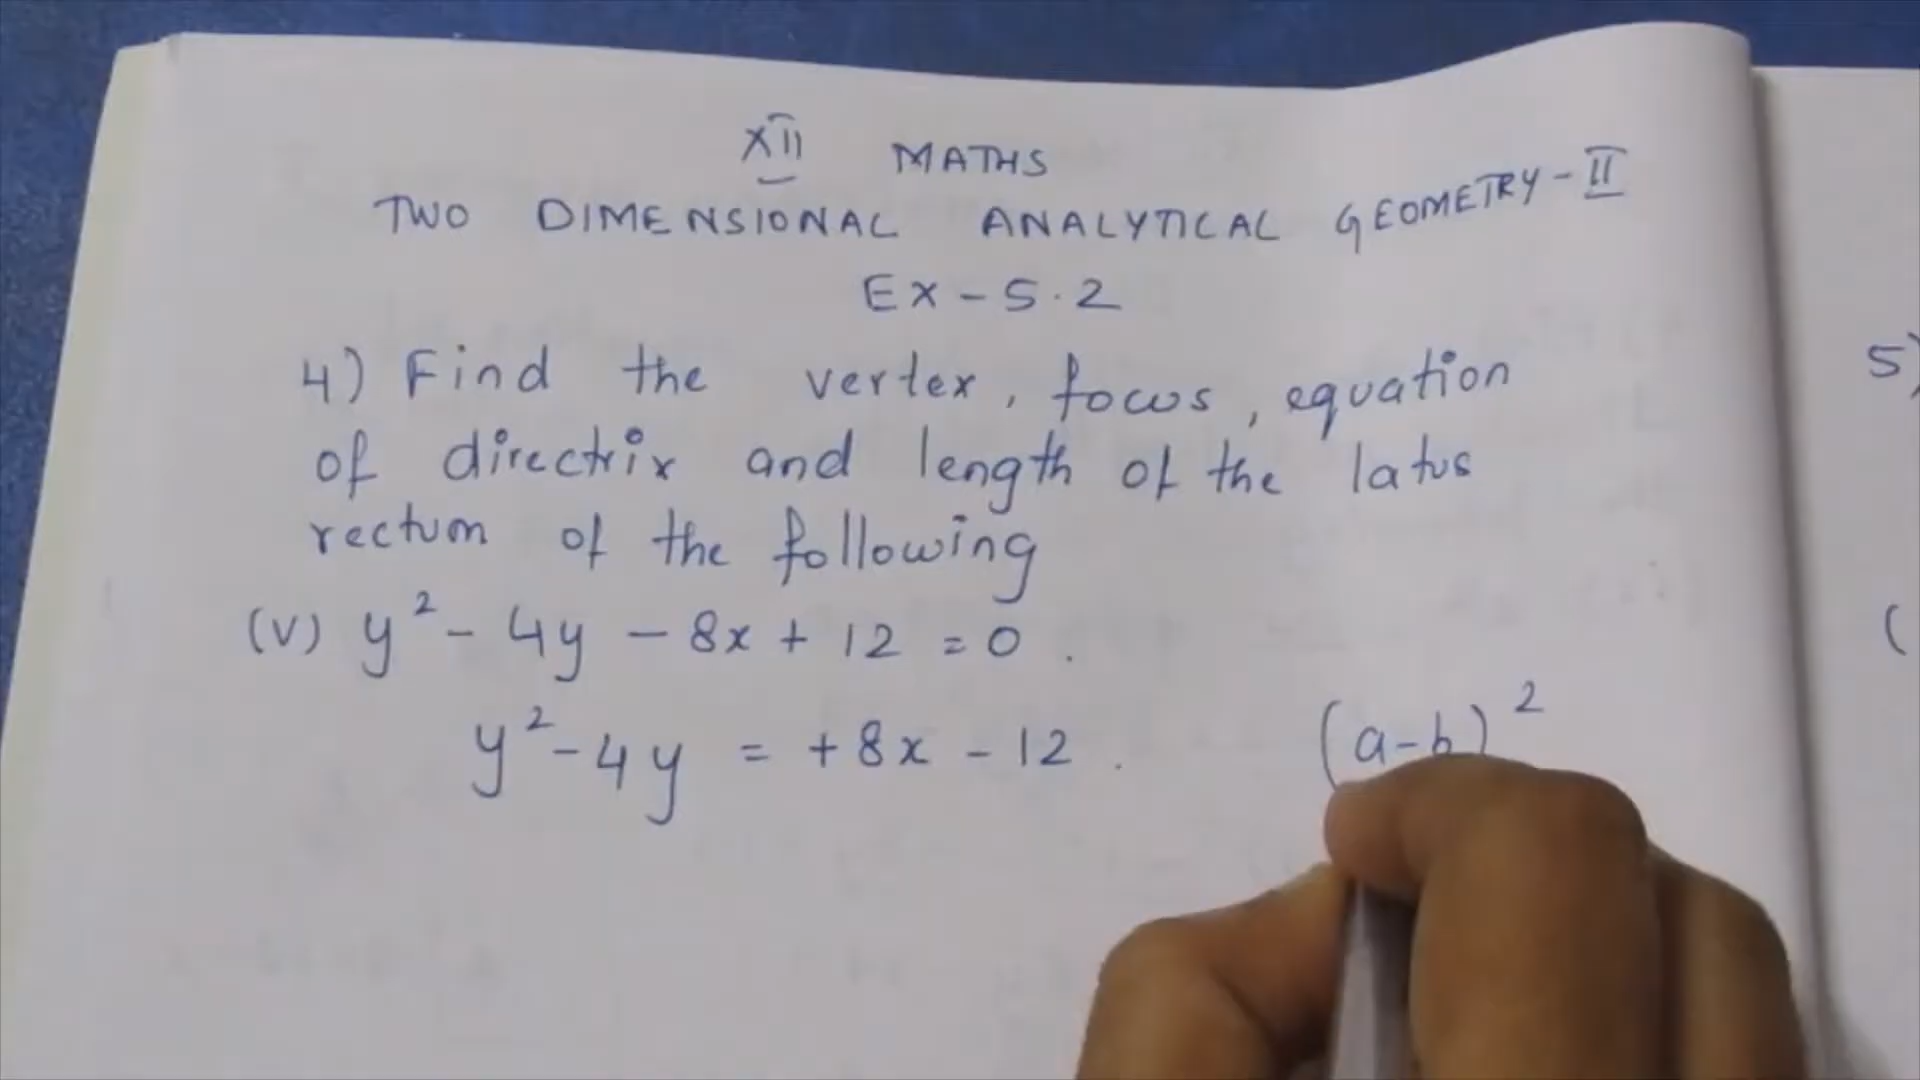 XII MATHS
TWO DIMENSIONAL ANALYTICAL GEOMETRY - II
Ex - 5.2
4) Find the vertex, focus, equation
of directrix and length of the latus
rectum of the following
(v) y² - 4y - 8x + 12 = 0.
y² - 4y = +8x - 12.
(a-b)²
5)
(